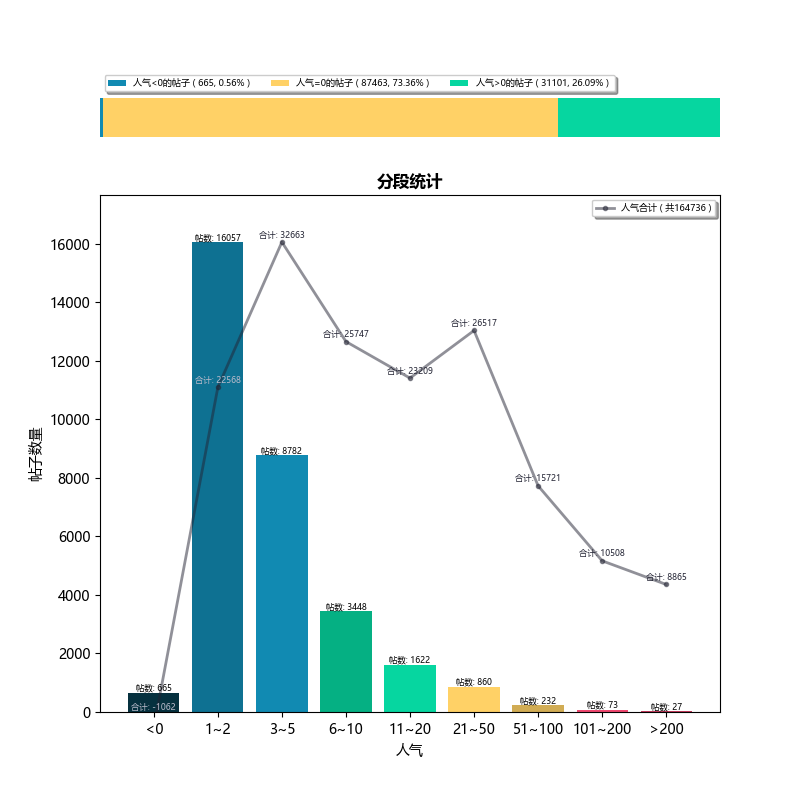 人气<0的帖子 ( 665, 0.56% ) 人气=0的帖子 ( 87463, 73.36% ) 人气>0的帖子 ( 31101, 26.09% )
分段统计
人气合计 ( 共164736 )
帖子数量
16000
14000
12000
10000
8000
6000
4000
2000
0
帖数: 665
帖数: 16057
帖数: 8782
帖数: 3448
帖数: 1622
帖数: 860
帖数: 232
帖数: 73
帖数: 27
合计: -1062
合计: 22568
合计: 32663
合计: 25747
合计: 23209
合计: 26517
合计: 15721
合计: 10508
合计: 8865
<0 1~2 3~5 6~10 11~20 21~50 51~100 101~200 >200
人气